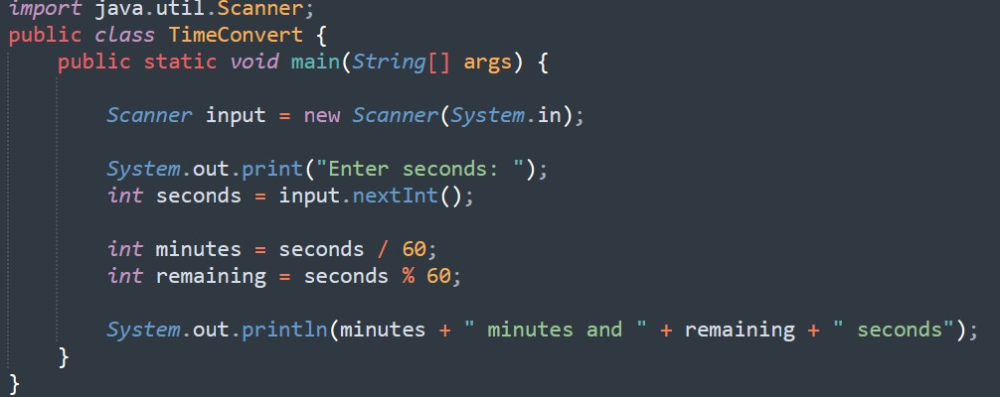 import java.util.Scanner;
public class TimeConvert {
    public static void main(String[] args) {
        Scanner input = new Scanner(System.in);
        System.out.print("Enter seconds: ");
        int seconds = input.nextInt();
        int minutes = seconds / 60;
        int remaining = seconds % 60;
        System.out.println(minutes + " minutes and " + remaining + " seconds");
    }
}